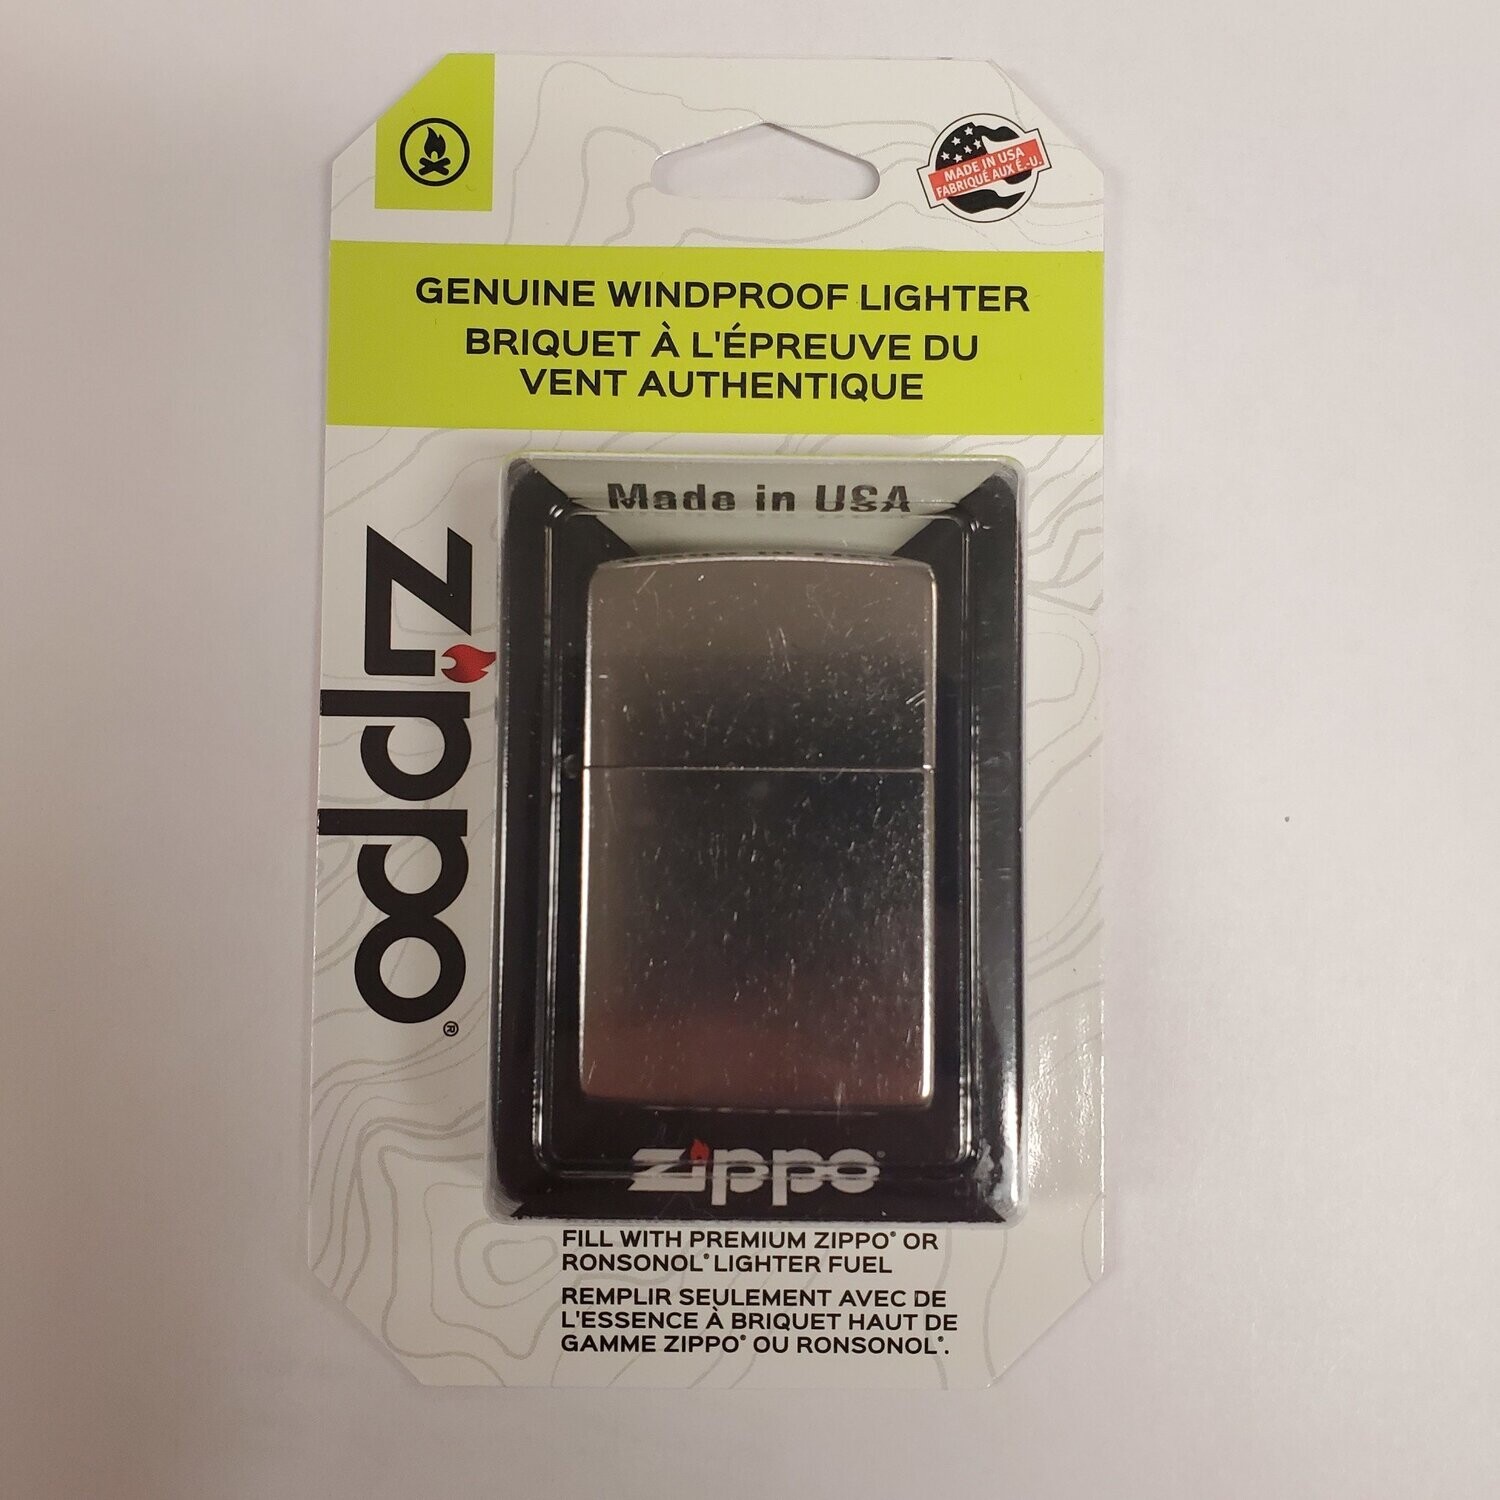 MADE IN USA
FABRIQUÉ AUX É.-U.
GENUINE WINDPROOF LIGHTER
BRIQUET À L'ÉPREUVE DU
VENT AUTHENTIQUE
Made in USA
zippo®
zippo
FILL WITH PREMIUM ZIPPO® OR
RONSONOL® LIGHTER FUEL
REMPLIR SEULEMENT AVEC DE
L'ESSENCE À BRIQUET HAUT DE
GAMME ZIPPO® OU RONSONOL®.